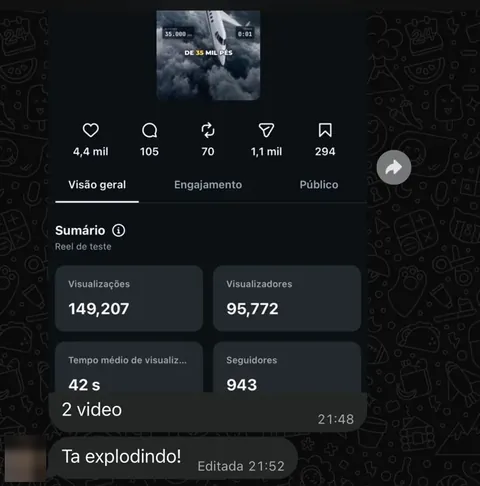 35.000
0:01
DE 35 MIL PÉS
4,4 mil
105
70
1,1 mil
294
Visão geral
Engajamento
Público
Sumário
Reel de teste
Visualizações
Visualizadores
149,207
95,772
Tempo médio de visualiz...
Seguidores
42 s
943
2 video
21:48
Ta explodindo!
Editada 21:52